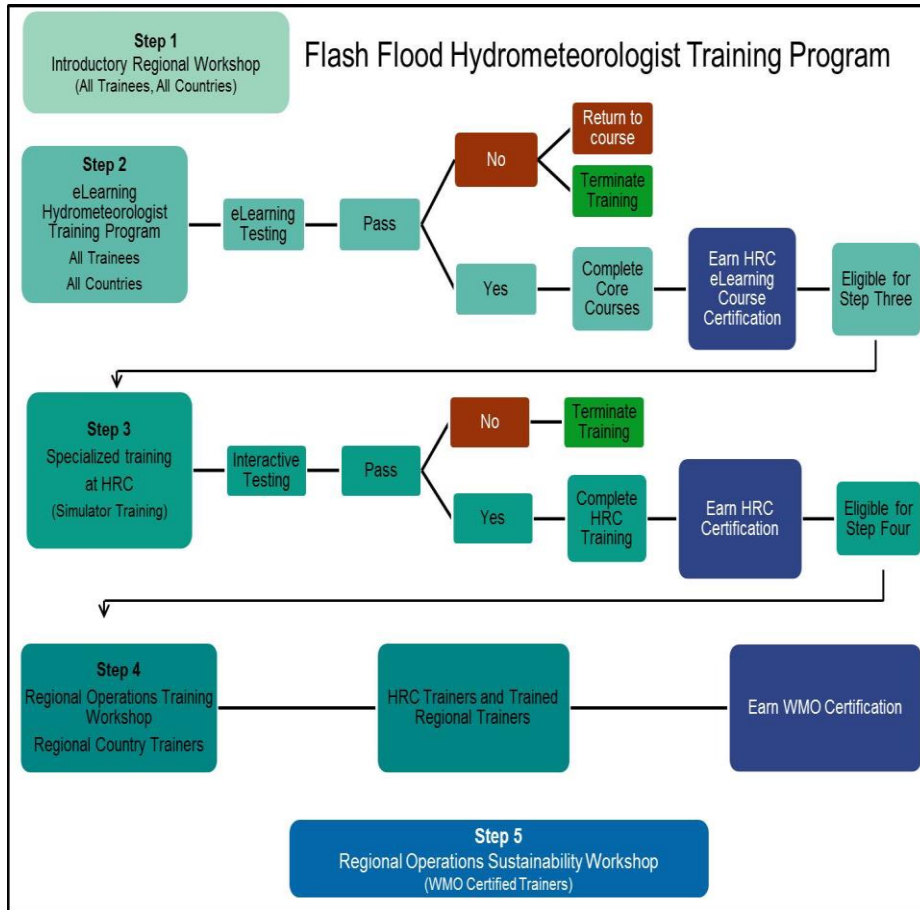 Step 1
Introductory Regional Workshop
(All Trainees, All Countries)
Flash Flood Hydrometeorologist Training Program
Step 2
eLearning
Hydrometeorologist
Training Program
All Trainees
All Countries
eLearning
Testing
Pass
No
Return to
course
Terminate
Training
Yes
Complete
Core
Courses
Earn HRC
eLearning
Course
Certification
Eligible for
Step Three
Step 3
Specialized training
at HRC
(Simulator Training)
Interactive
Testing
Pass
No
Terminate
Training
Yes
Complete
HRC
Training
Earn HRC
Certification
Eligible for
Step Four
Step 4
Regional Operations Training
Workshop
Regional Country Trainers
HRC Trainers and Trained
Regional Trainers
Earn WMO Certification
Step 5
Regional Operations Sustainability Workshop
(WMO Certified Trainers)